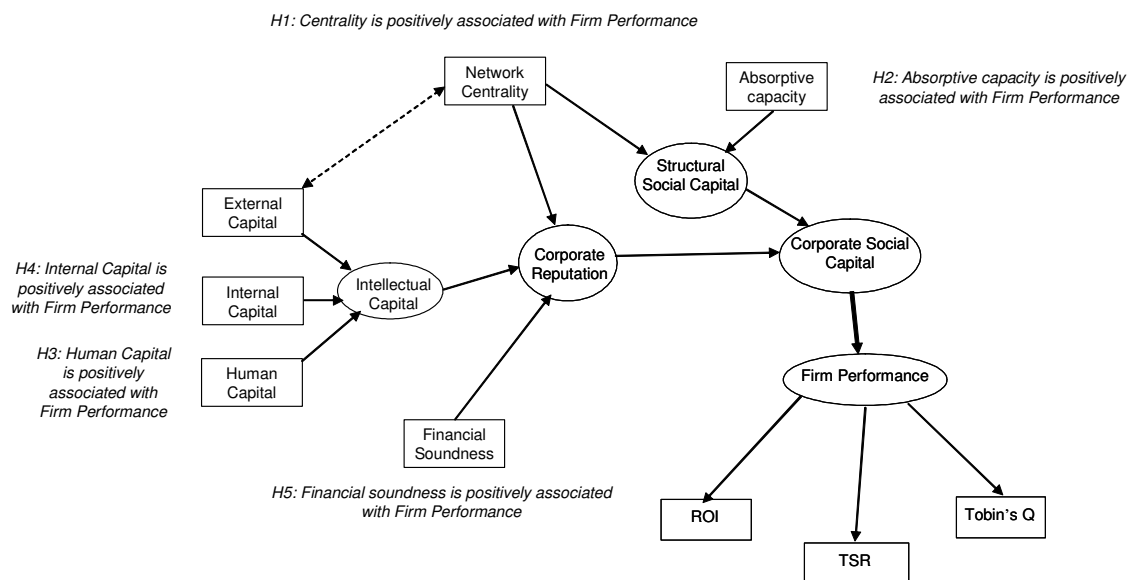 H1: Centrality is positively associated with Firm Performance
Network
Centrality
Absorptive
capacity
H2: Absorptive capacity is positively
associated with Firm Performance
Structural
Social Capital
External
Capital
Corporate
Reputation
Corporate Social
Capital
H4: Internal Capital is
positively associated
with Firm Performance
Internal
Capital
Intellectual
Capital
H3: Human Capital
is positively
associated with
Firm Performance
Human
Capital
Firm Performance
Financial
Soundness
H5: Financial soundness is positively associated
with Firm Performance
ROI
TSR
Tobin's Q